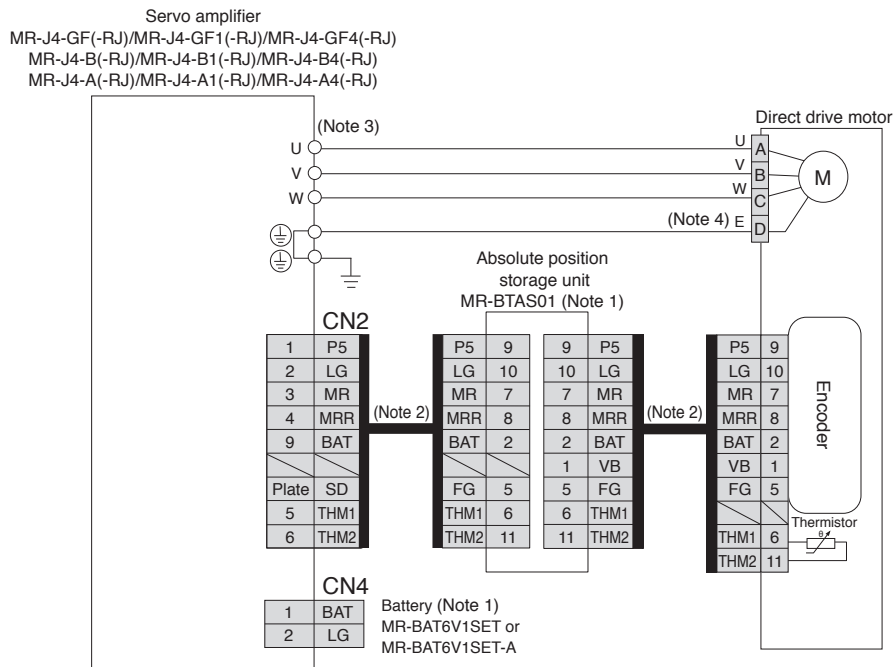 Servo amplifier
MR-J4-GF(-RJ)/MR-J4-GF1(-RJ)/MR-J4-GF4(-RJ)
MR-J4-B(-RJ)/MR-J4-B1(-RJ)/MR-J4-B4(-RJ)
MR-J4-A(-RJ)/MR-J4-A1(-RJ)/MR-J4-A4(-RJ)
Direct drive motor
(Note 3)
U U A
V V B
W W C
M
(Note 4) E D
Absolute position
storage unit
MR-BTAS01 (Note 1)
CN2
1 P5 P5 9 9 P5 P5 9
2 LG LG 10 10 LG LG 10
3 MR MR 7 7 MR MR 7
4 MRR (Note 2) MRR 8 8 MRR (Note 2) MRR 8
9 BAT BAT 2 2 BAT BAT 2
1 VB VB 1
Plate SD FG 5 5 FG FG 5
5 THM1 THM1 6 6 THM1 THM1 6
6 THM2 THM2 11 11 THM2 THM2 11
Encoder
Thermistor
θ
CN4
1 BAT
2 LG
Battery (Note 1)
MR-BAT6V1SET or
MR-BAT6V1SET-A